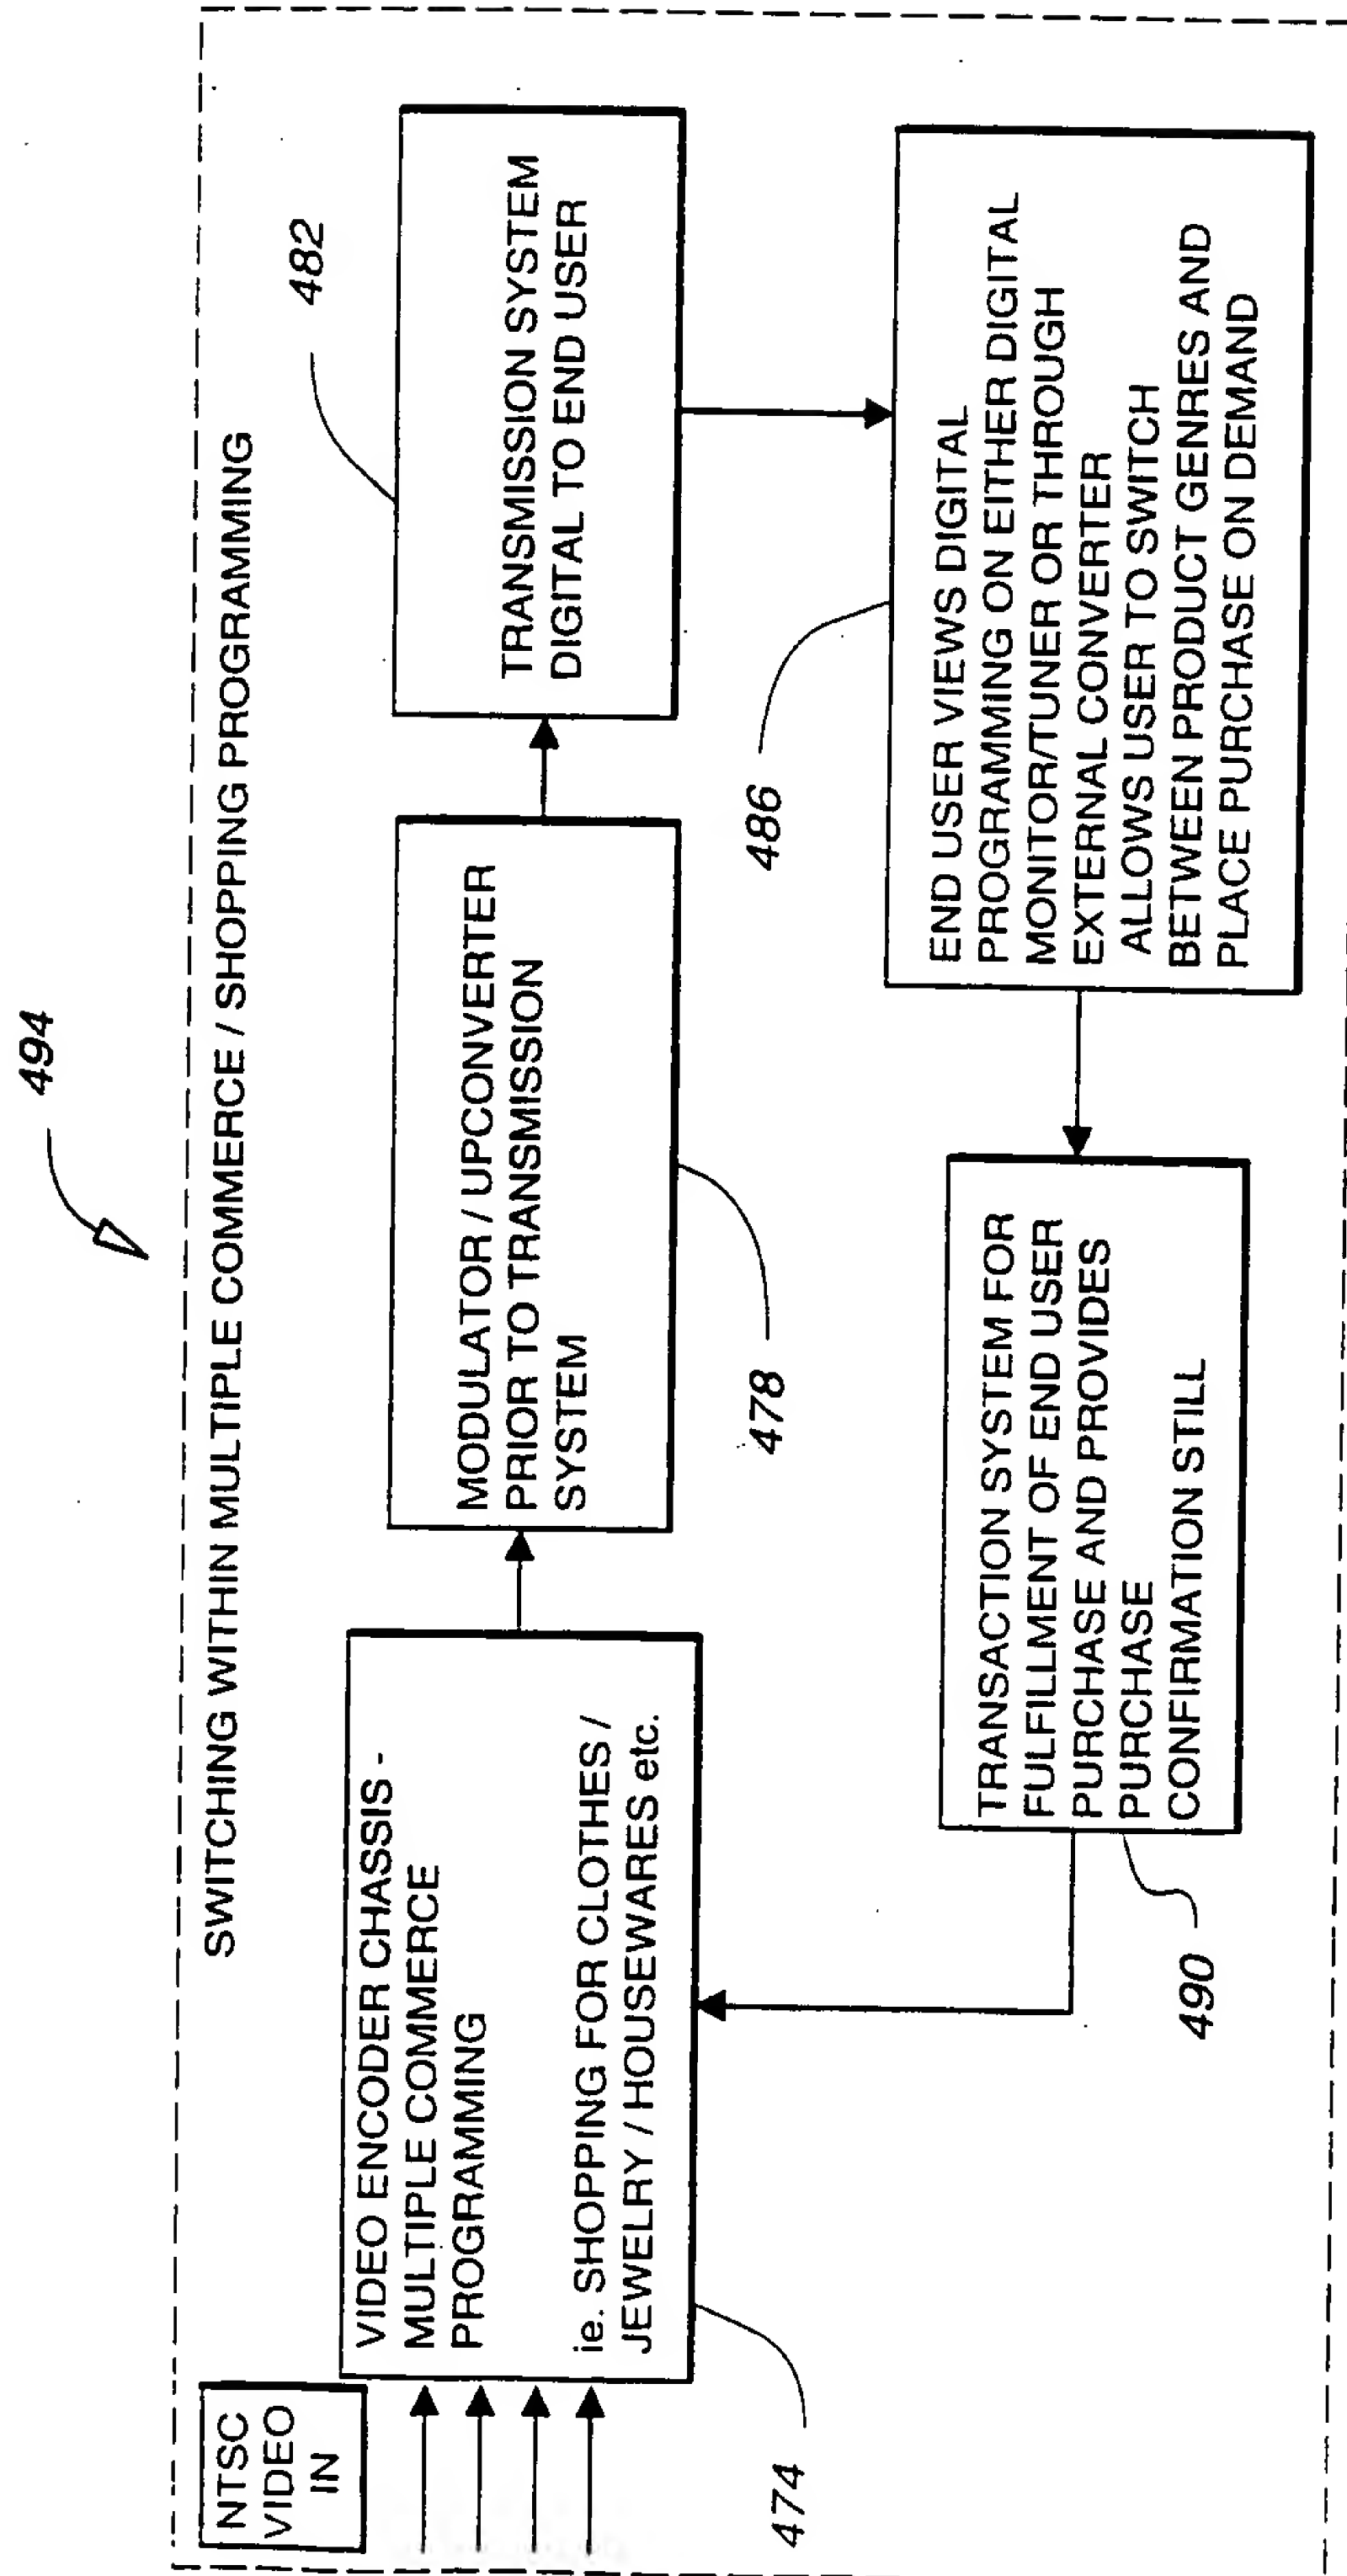 494
SWITCHING WITHIN MULTIPLE COMMERCE / SHOPPING PROGRAMMING
NTSC
VIDEO
IN
VIDEO ENCODER CHASSIS -
MULTIPLE COMMERCE
PROGRAMMING
ie. SHOPPING FOR CLOTHES /
JEWELRY / HOUSEWARES etc.
474
MODULATOR / UPCONVERTER
PRIOR TO TRANSMISSION
SYSTEM
478
TRANSMISSION SYSTEM
DIGITAL TO END USER
482
END USER VIEWS DIGITAL
PROGRAMMING ON EITHER DIGITAL
MONITOR/TUNER OR THROUGH
EXTERNAL CONVERTER
ALLOWS USER TO SWITCH
BETWEEN PRODUCT GENRES AND
PLACE PURCHASE ON DEMAND
486
TRANSACTION SYSTEM FOR
FULFILLMENT OF END USER
PURCHASE AND PROVIDES
PURCHASE
CONFIRMATION STILL
490